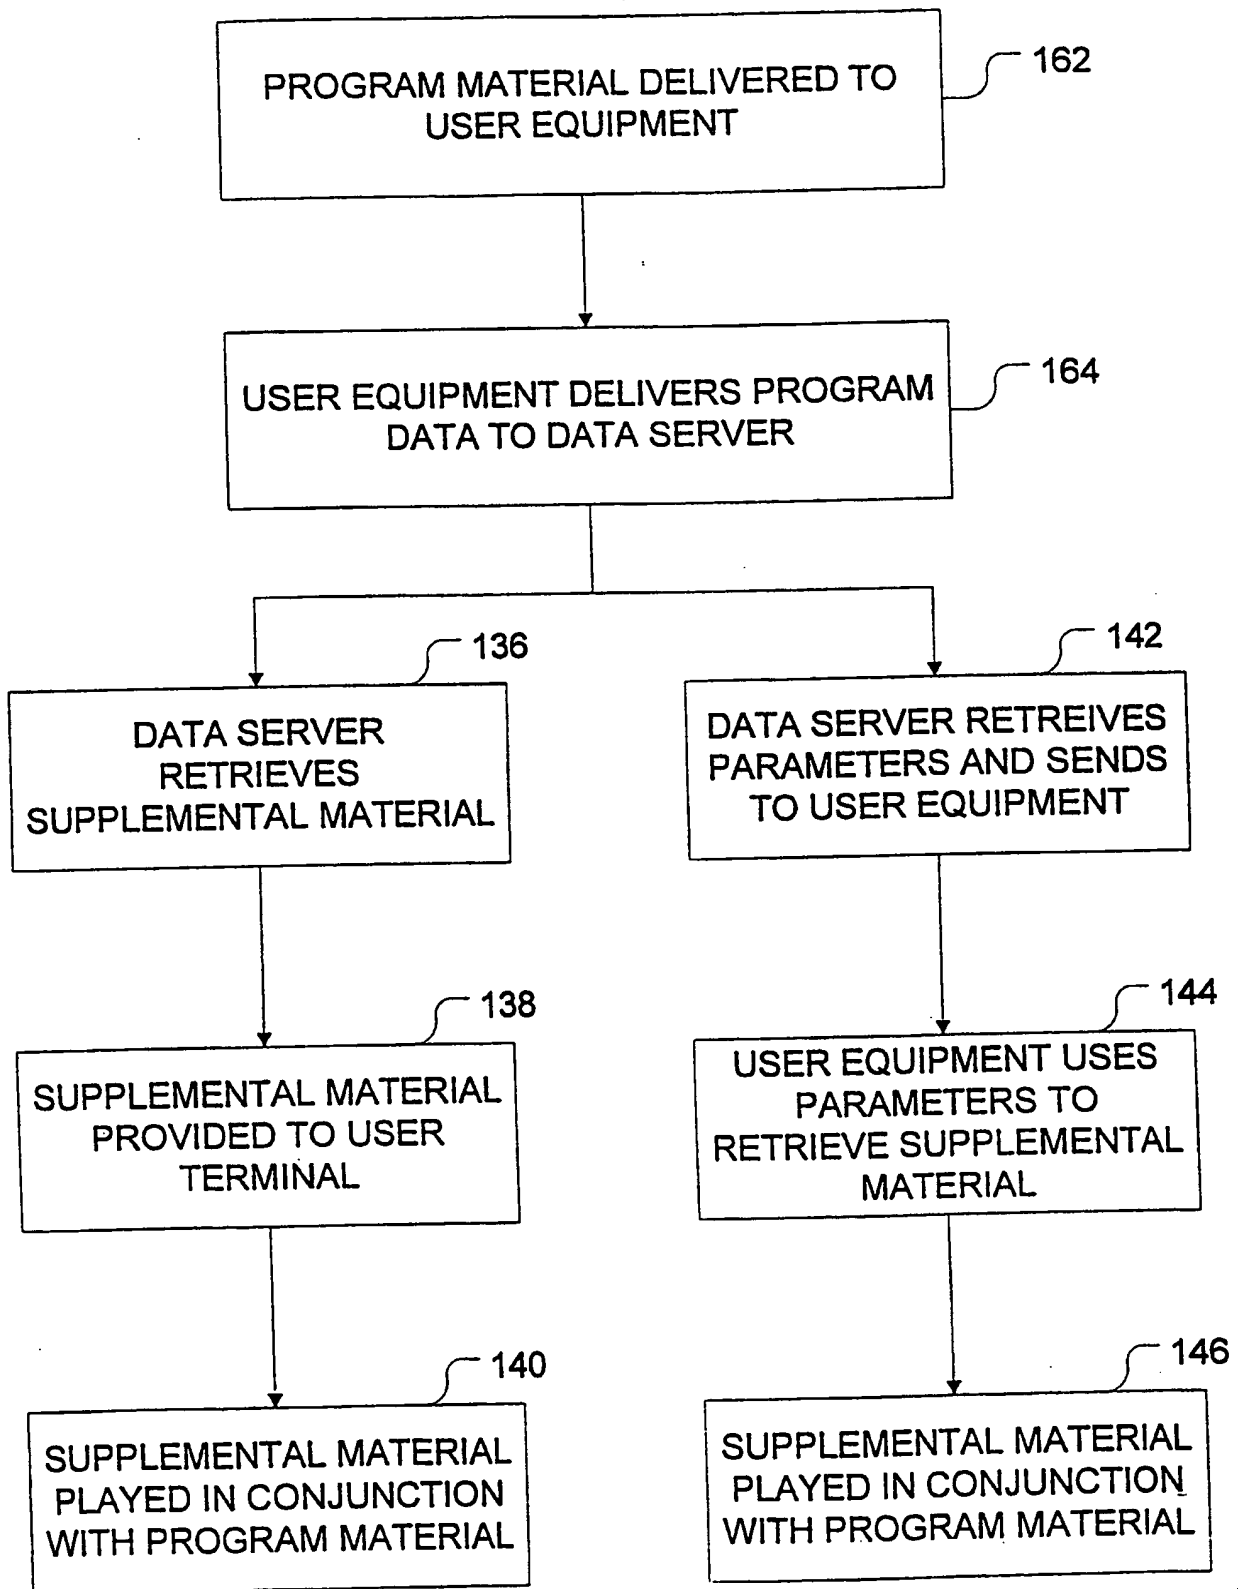 162
PROGRAM MATERIAL DELIVERED TO
USER EQUIPMENT
164
USER EQUIPMENT DELIVERS PROGRAM
DATA TO DATA SERVER
136
DATA SERVER
RETRIEVES
SUPPLEMENTAL MATERIAL
142
DATA SERVER RETREIVES
PARAMETERS AND SENDS
TO USER EQUIPMENT
138
SUPPLEMENTAL MATERIAL
PROVIDED TO USER
TERMINAL
144
USER EQUIPMENT USES
PARAMETERS TO
RETRIEVE SUPPLEMENTAL
MATERIAL
140
SUPPLEMENTAL MATERIAL
PLAYED IN CONJUNCTION
WITH PROGRAM MATERIAL
146
SUPPLEMENTAL MATERIAL
PLAYED IN CONJUNCTION
WITH PROGRAM MATERIAL